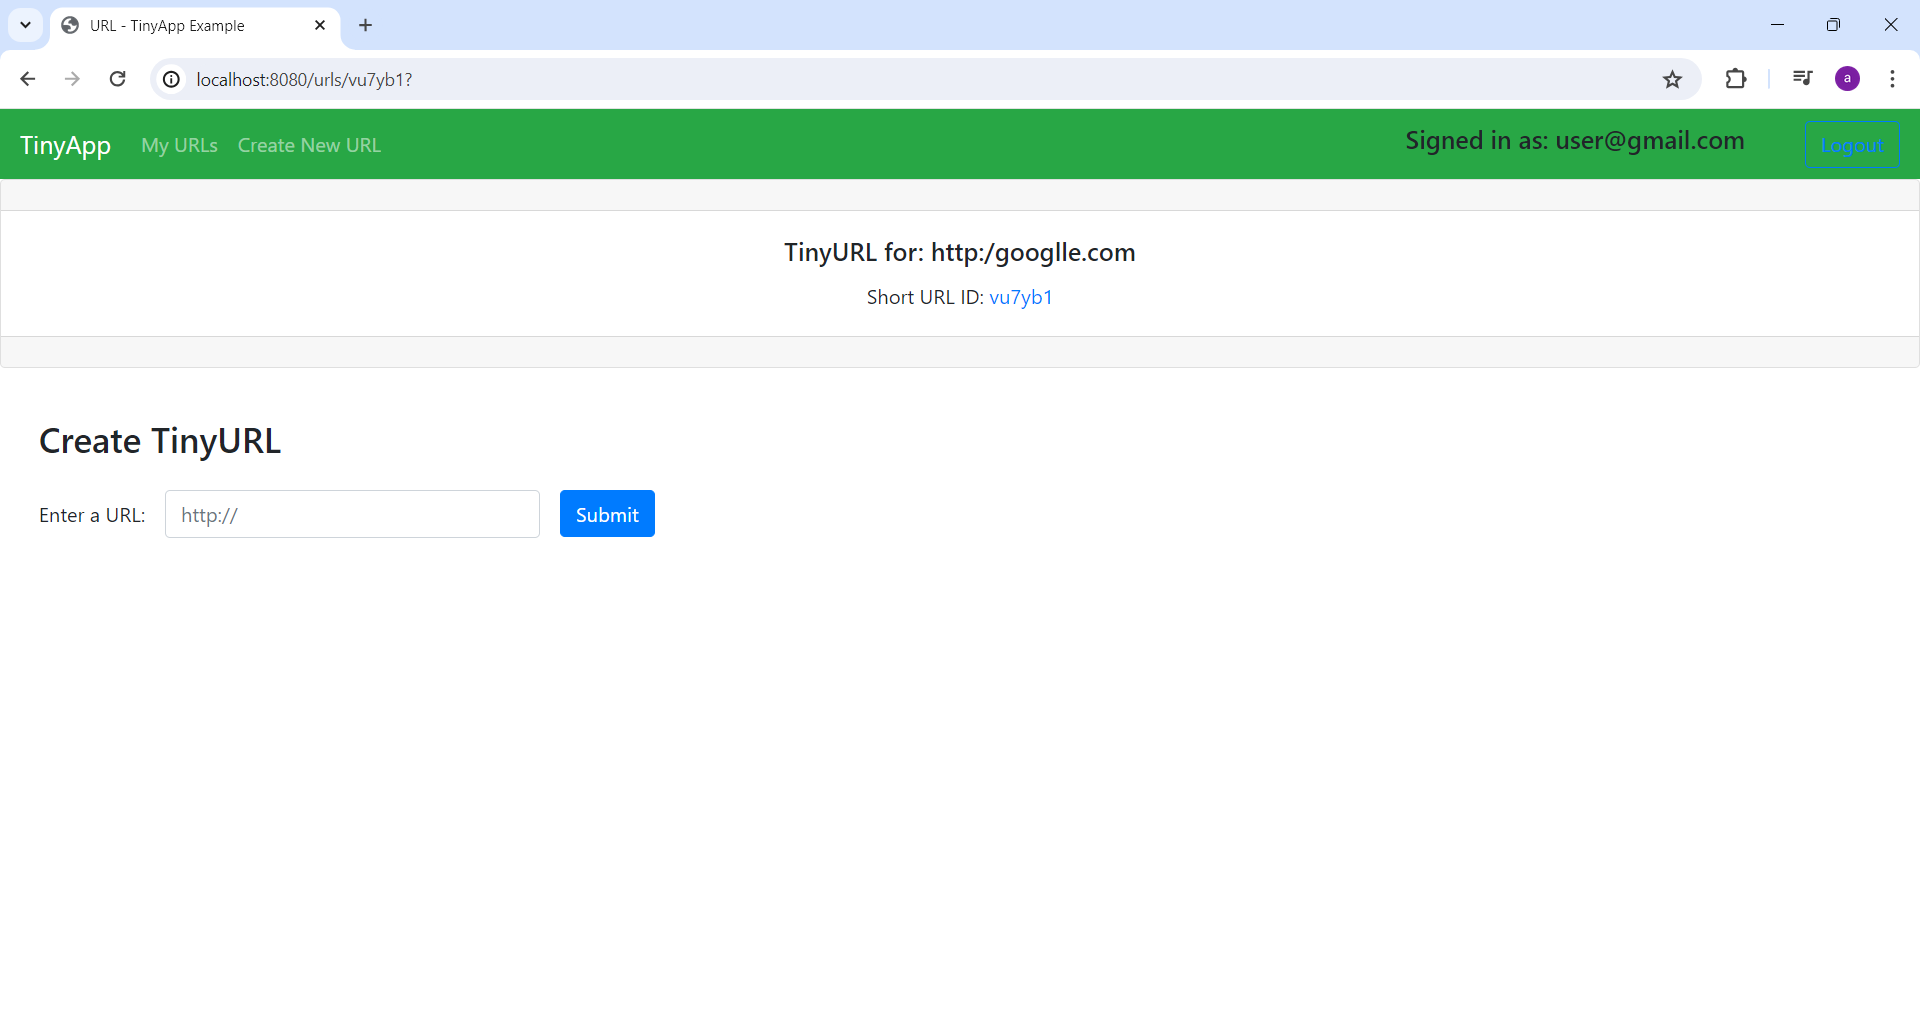 URL - TinyApp Example
localhost:8080/urls/vu7yb1?
a
TinyApp My URLs Create New URL Signed in as: user@gmail.com Logout
TinyURL for: http:/googlle.com
Short URL ID: vu7yb1
Create TinyURL
Enter a URL: http:// Submit